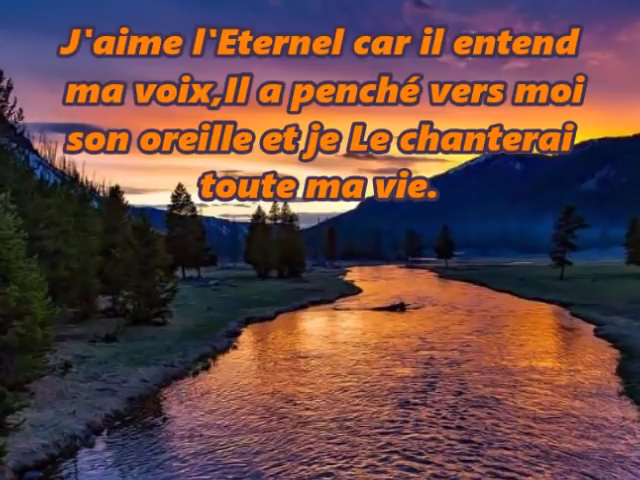 J`aime l`Eternel car il entend
ma voix,Il a penché vers moi
son oreille et je Le chanterai
toute ma vie.